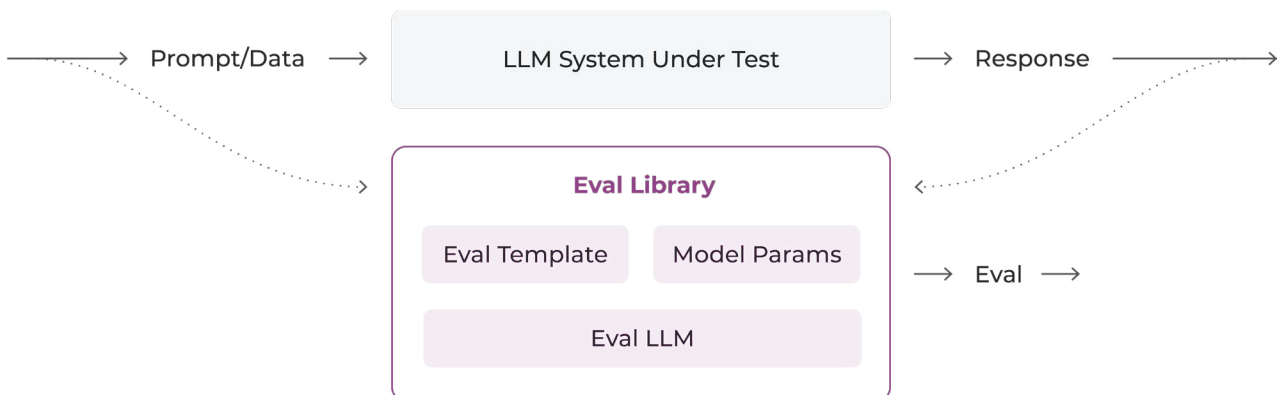 Prompt/Data
LLM System Under Test
Response
Eval Library
Eval Template
Model Params
Eval
Eval LLM